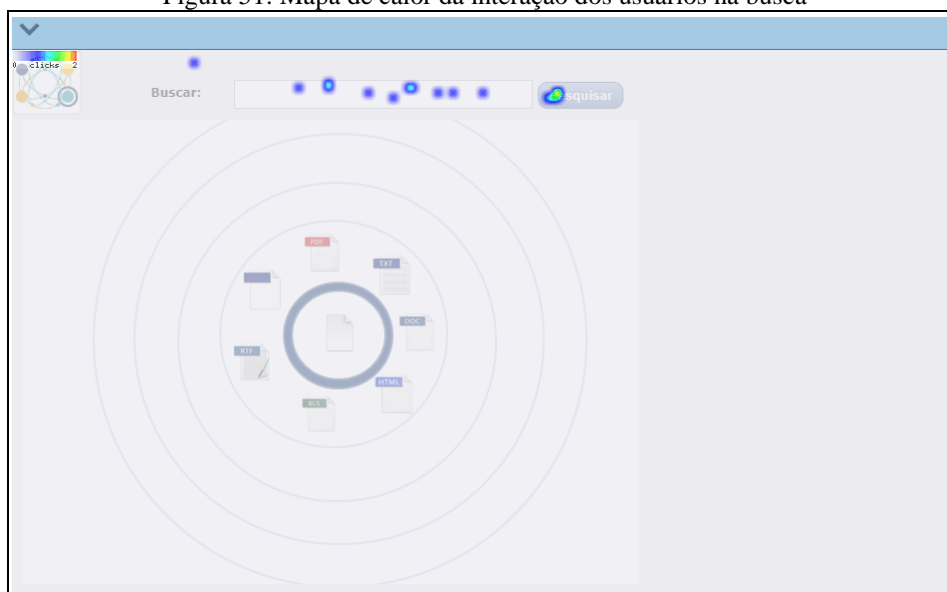 Figura 31: Mapa de calor da interação dos usuários na busca
0 clicks 2
Buscar:
squisar
PDF
TXT
DOC
RTF
HTML
XLS